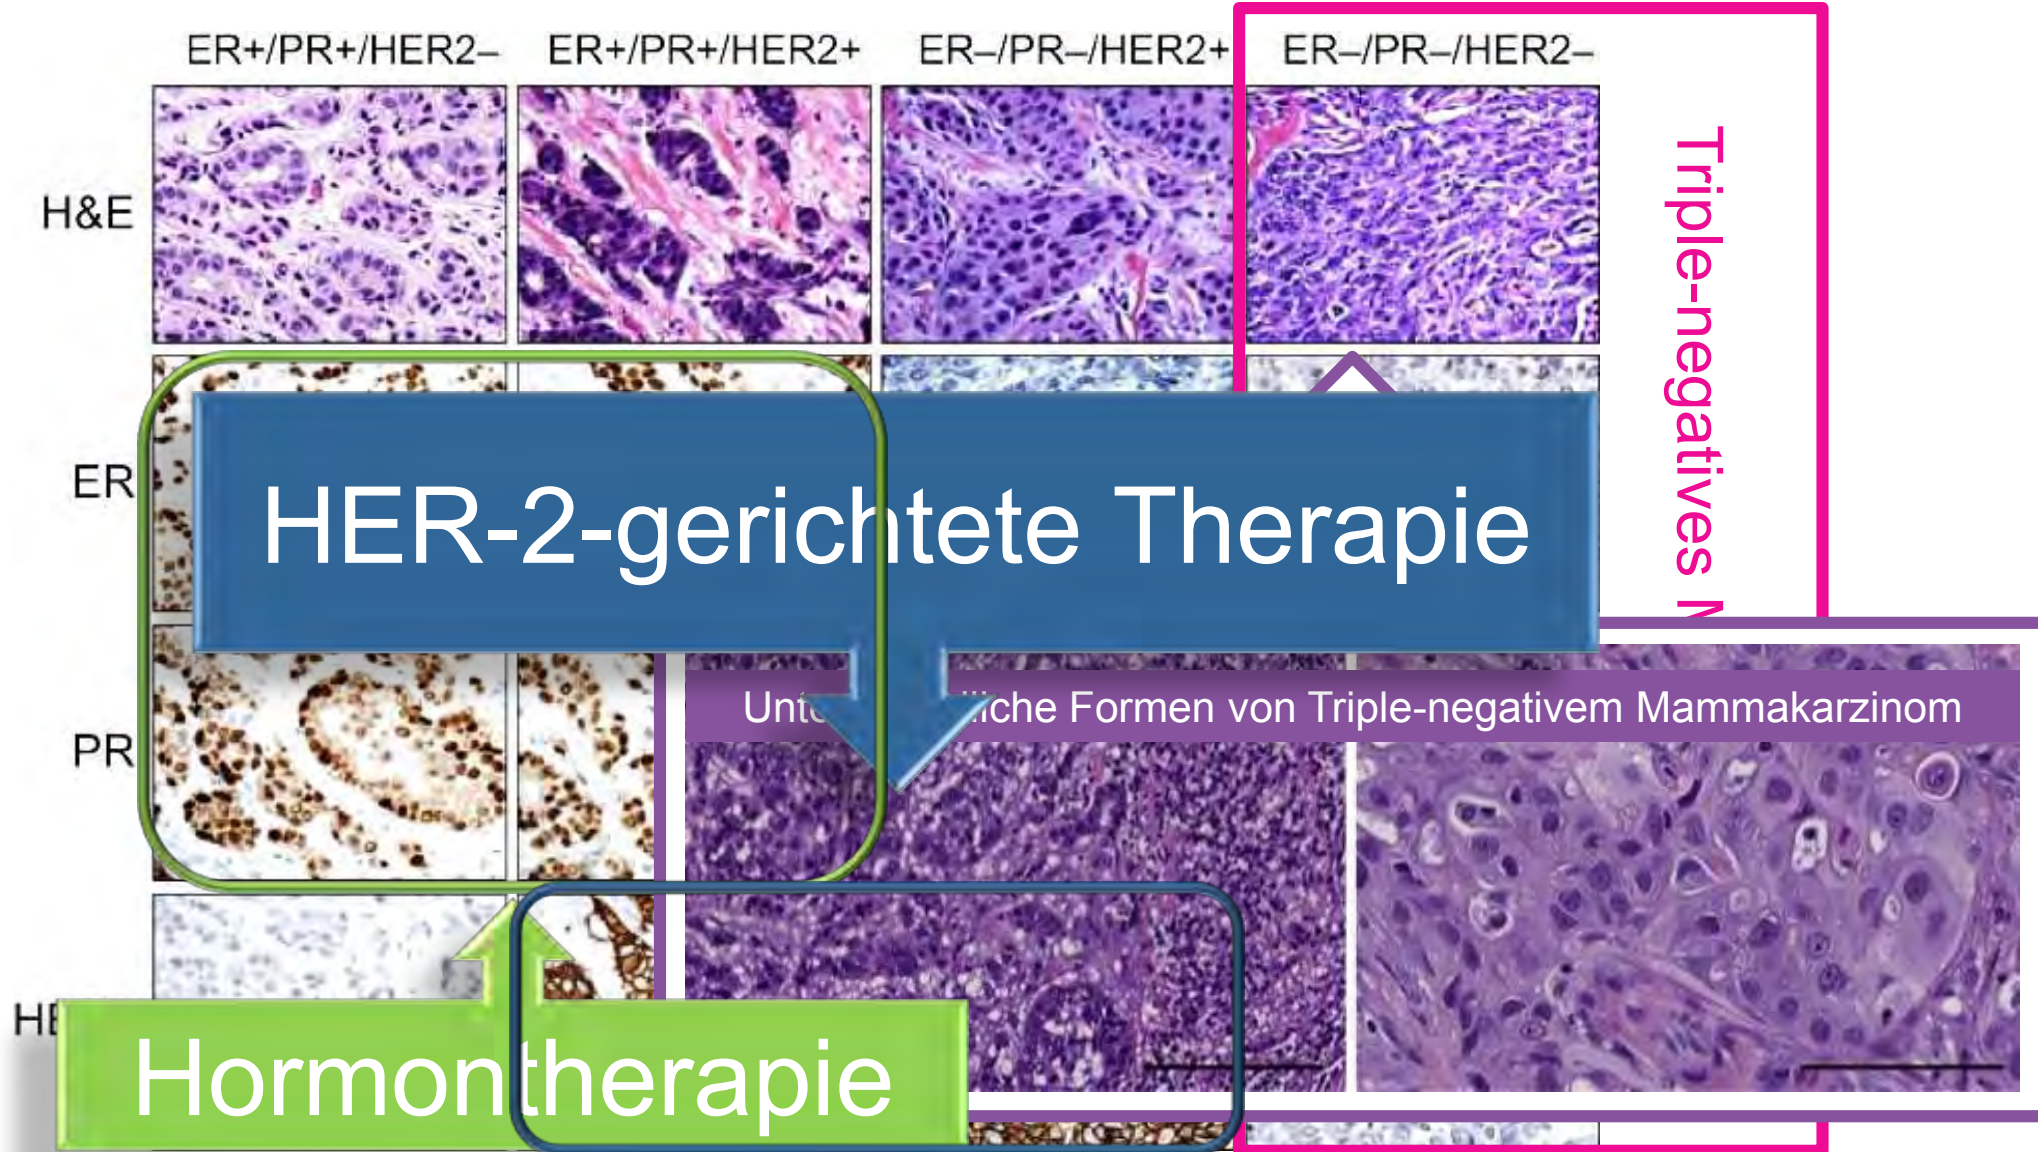 ER+/PR+/HER2– ER+/PR+/HER2+ ER–/PR–/HER2+ ER–/PR–/HER2–
H&E
Triple-negatives
ER
HER-2-gerichtete Therapie
Formen von Triple-negativem Mammakarzinom
PR
Hormontherapie